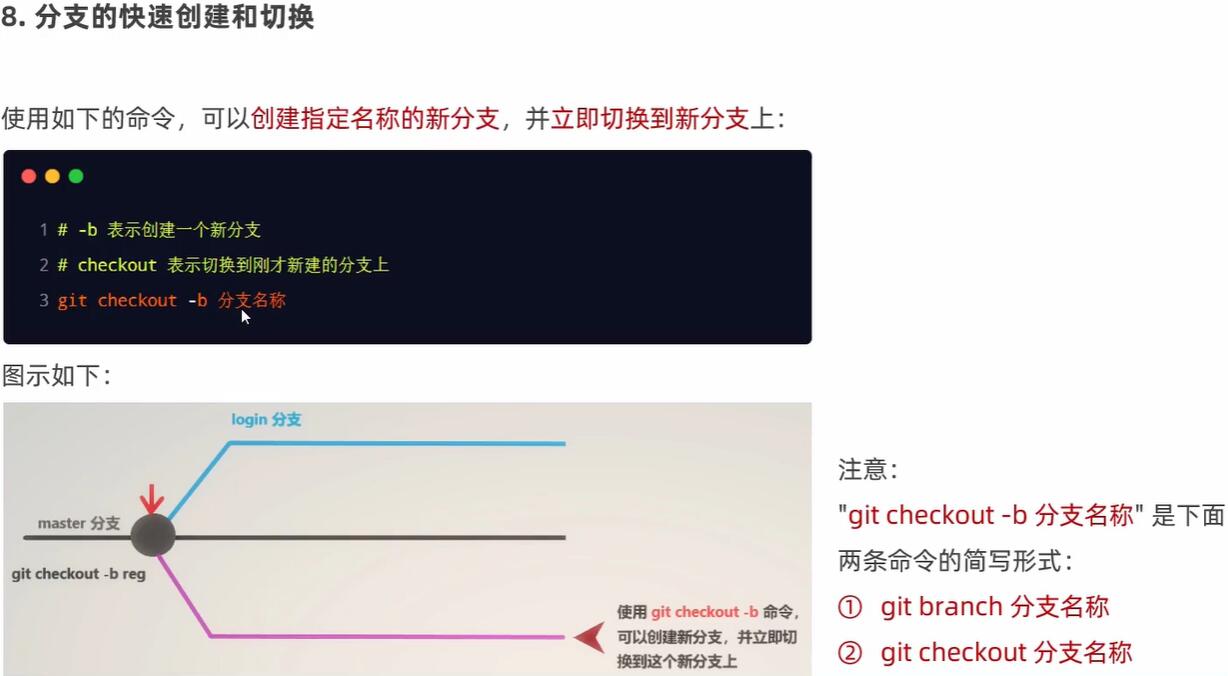 8. 分支的快速创建和切换
使用如下的命令，可以创建指定名称的新分支，并立即切换到新分支上：
1 # -b 表示创建一个新分支
2 # checkout 表示切换到刚才新建的分支上
3 git checkout -b 分支名称
图示如下：
login 分支
master 分支
git checkout -b reg
使用 git checkout -b 命令，
可以创建新分支，并立即切
换到这个新分支上
注意：
"git checkout -b 分支名称" 是下面
两条命令的简写形式：
① git branch 分支名称
② git checkout 分支名称